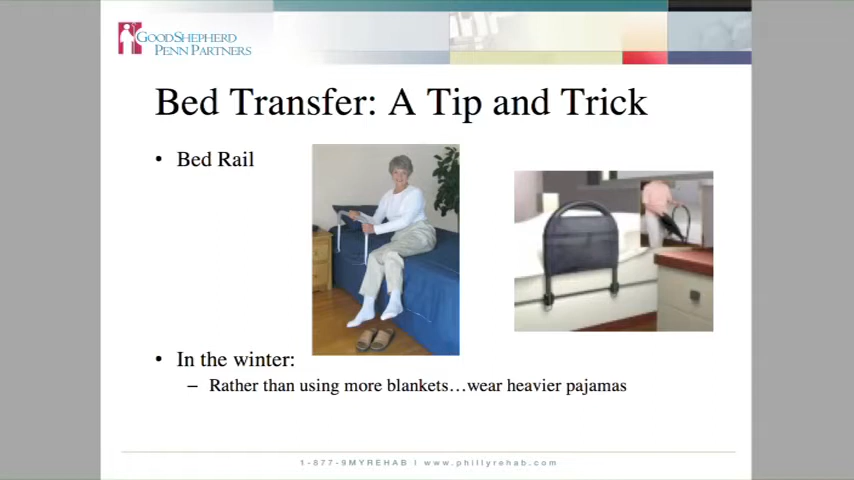 GOODSHEPHERD
PENN PARTNERS
Bed Transfer: A Tip and Trick
• Bed Rail
• In the winter:
– Rather than using more blankets…wear heavier pajamas
1-877-9MYREHAB | www.phillyrehab.com